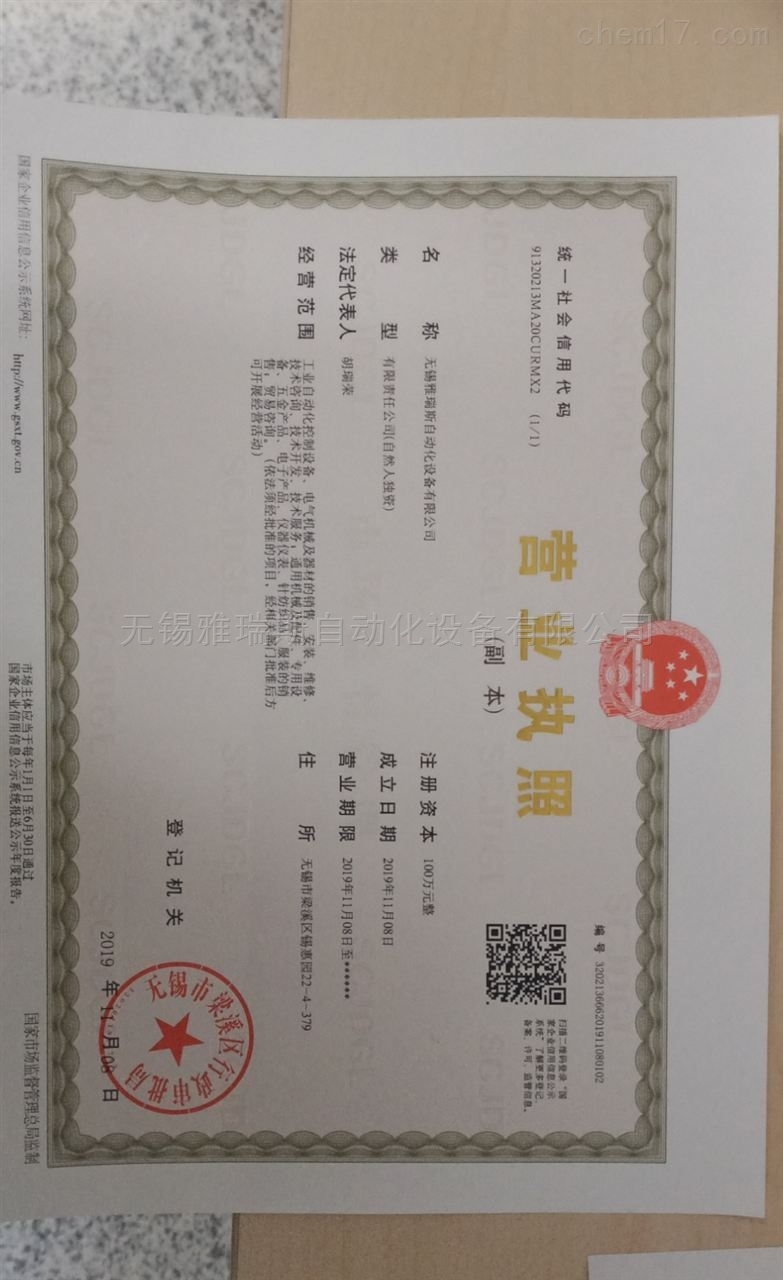 chem17.com
编 号 320213666201911080102
统一社会信用代码
91320213MA20CURMX2 (1/1)
营业执照
(副 本)
扫描二维码登录“国
家企业信用信息公示
系统”了解更多登记、
备案、许可、监管信息。
名 称 无锡雅瑞斯自动化设备有限公司
类 型 有限责任公司(自然人独资)
法定代表人 胡瑞荣
经营范围 工业自动化控制设备、电气机械及器材的销售、安装、维修、
技术咨询、技术开发、技术服务；通用机械及配件、专用设
备、五金产品、电子产品、仪器仪表、针纺织品、服装的销
售；贸易咨询。（依法须经批准的项目，经相关部门批准后方
可开展经营活动）
注册资本 100万元整
成立日期 2019年11月08日
营业期限 2019年11月08日至******
住 所 无锡市梁溪区锡惠园22-4-379
无锡雅瑞斯自动化设备有限公司
登记机关
无锡市梁溪区行政审批局
2019 年 11 月 08 日
国家企业信用信息公示系统网址： http://www.gsxt.gov.cn
市场主体应当于每年1月1日至6月30日通过
国家企业信用信息公示系统报送公示年度报告。
国家市场监督管理总局监制